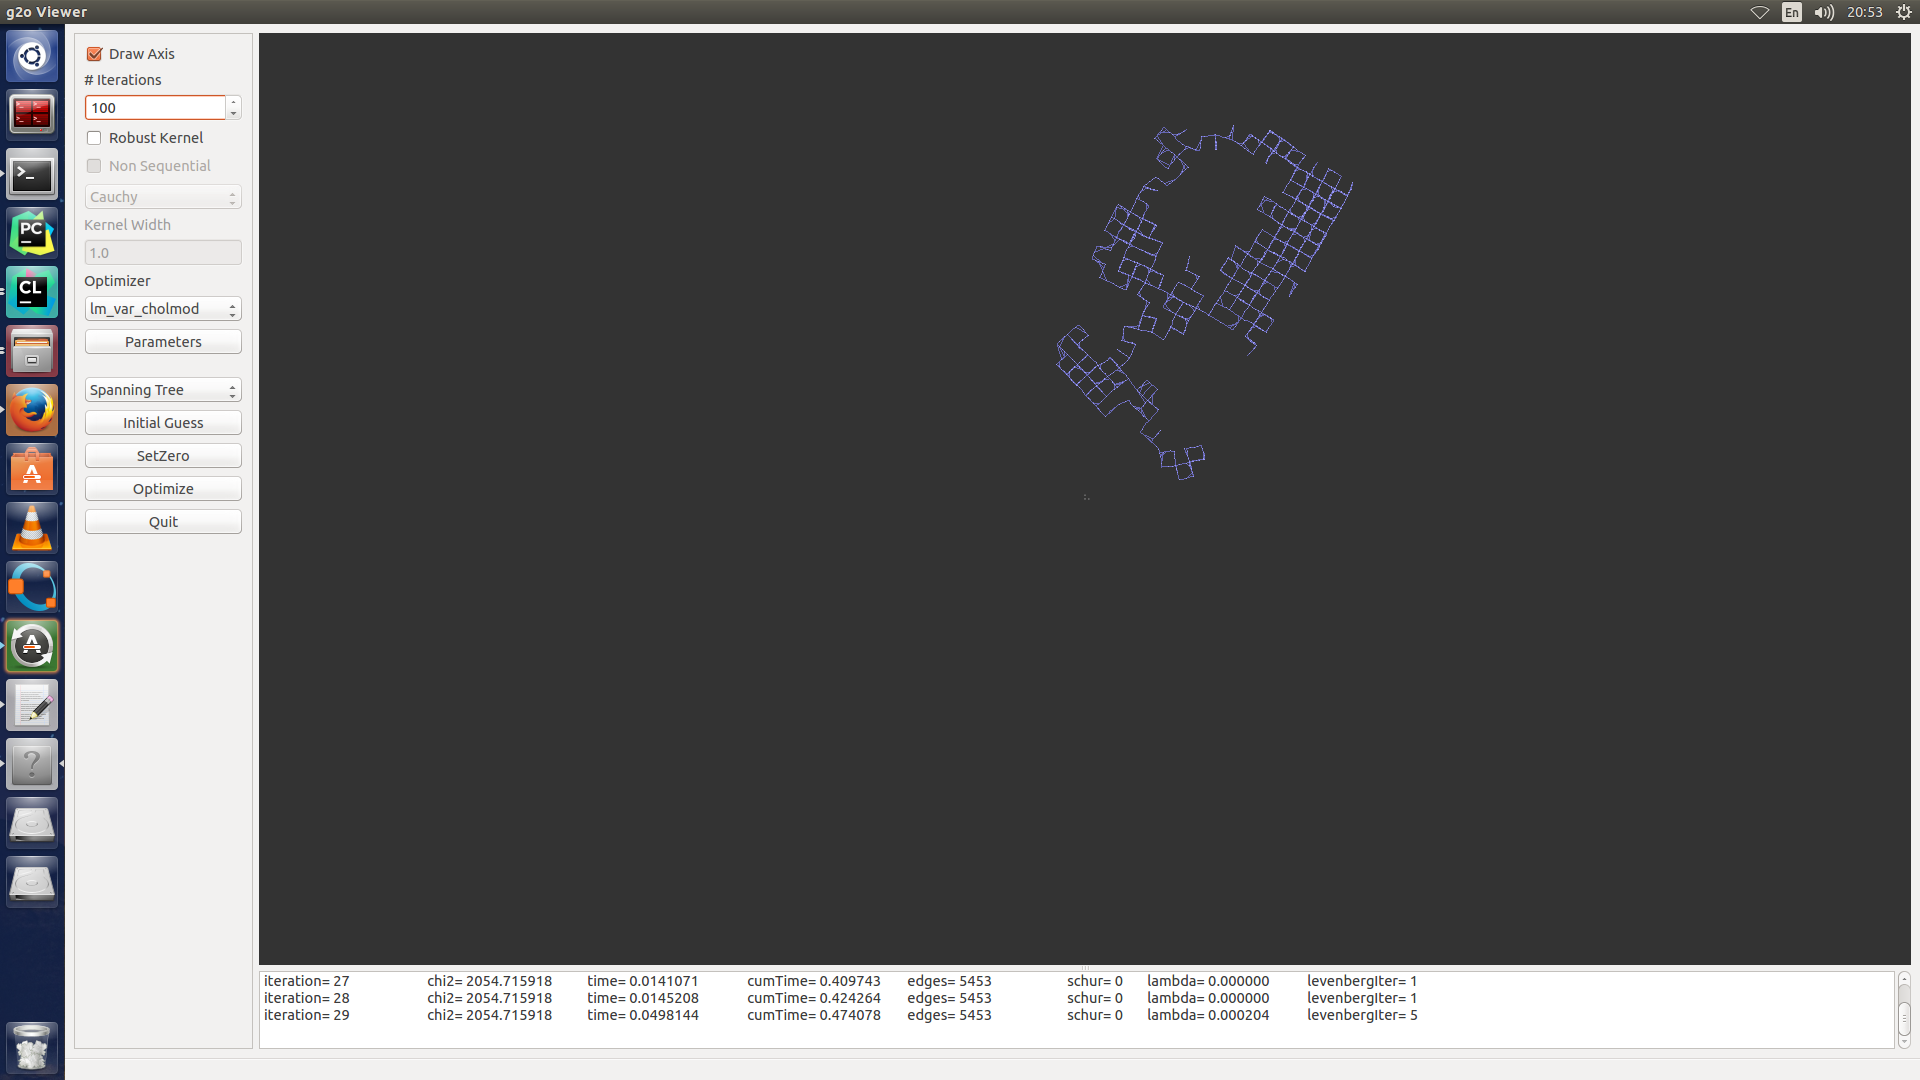 g2o Viewer
En
20:53
Draw Axis
# Iterations
100
Robust Kernel
Non Sequential
Cauchy
Kernel Width
1.0
Optimizer
lm_var_cholmod
Parameters
Spanning Tree
Initial Guess
SetZero
Optimize
Quit
PC
CL
iteration= 27 chi2= 2054.715918 time= 0.0141071 cumTime= 0.409743 edges= 5453 schur= 0 lambda= 0.000000 levenbergIter= 1
iteration= 28 chi2= 2054.715918 time= 0.0145208 cumTime= 0.424264 edges= 5453 schur= 0 lambda= 0.000000 levenbergIter= 1
iteration= 29 chi2= 2054.715918 time= 0.0498144 cumTime= 0.474078 edges= 5453 schur= 0 lambda= 0.000204 levenbergIter= 5